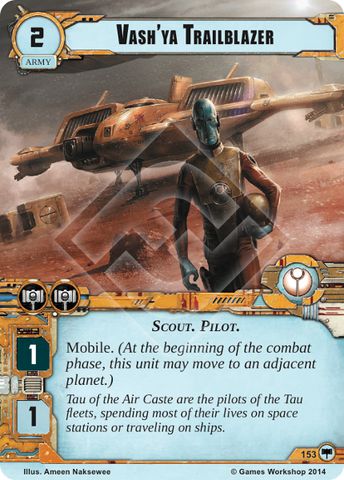 2
ARMY
VASH'YA TRAILBLAZER
SCOUT. PILOT.
1
Mobile. (At the beginning of the combat
phase, this unit may move to an adjacent
planet.)
1
Tau of the Air Caste are the pilots of the Tau
fleets, spending most of their lives on space
stations or traveling on ships.
153
Illus. Ameen Naksewee
© Games Workshop 2014